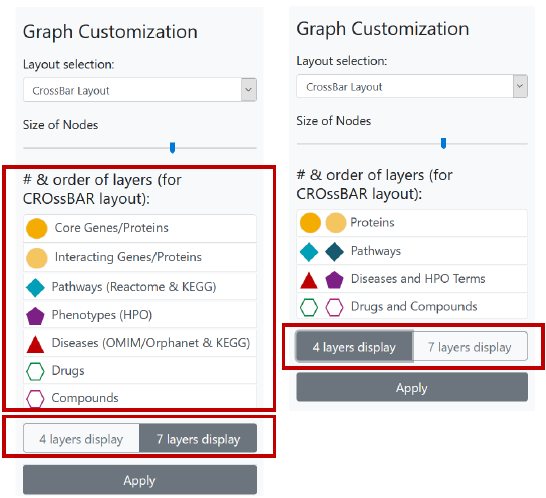 Graph Customization
Layout selection:
CrossBar Layout
Size of Nodes
# & order of layers (for
CROssBAR layout):
Core Genes/Proteins
Interacting Genes/Proteins
Pathways (Reactome & KEGG)
Phenotypes (HPO)
Diseases (OMIM/Orphanet & KEGG)
Drugs
Compounds
4 layers display
7 layers display
Apply
Graph Customization
Layout selection:
CrossBar Layout
Size of Nodes
# & order of layers (for
CROssBAR layout):
Proteins
Pathways
Diseases and HPO Terms
Drugs and Compounds
4 layers display
7 layers display
Apply